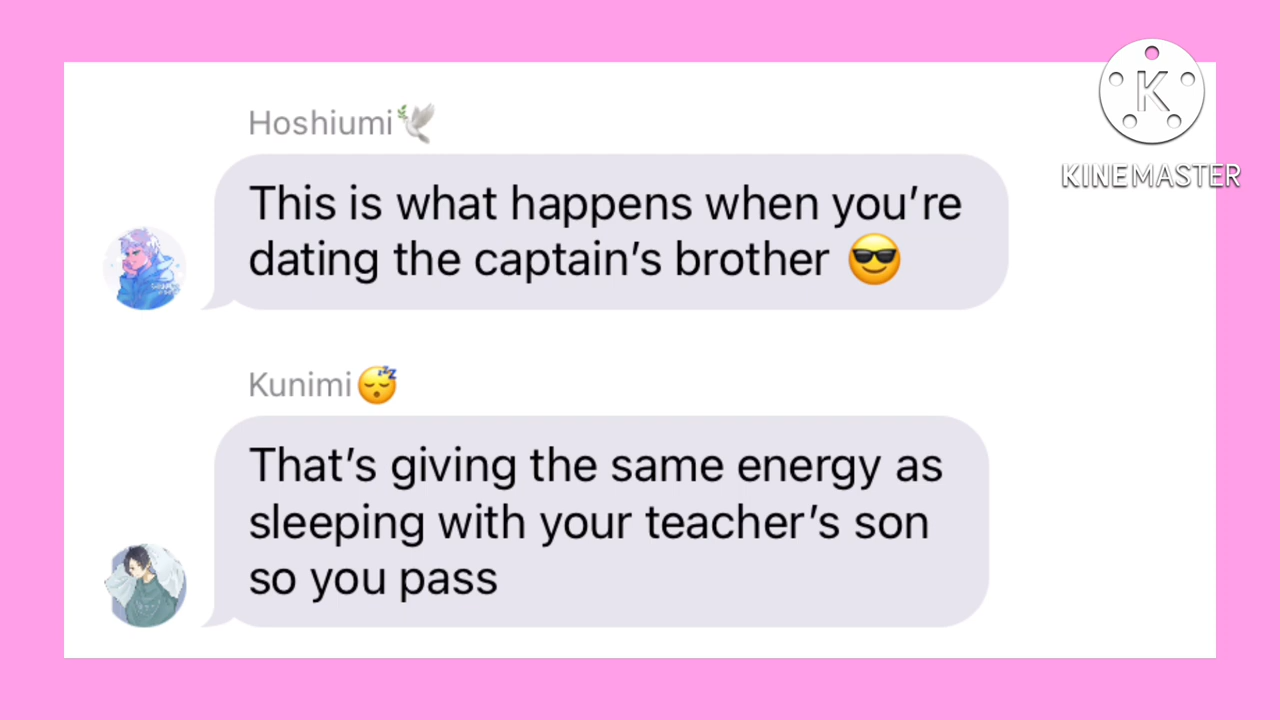 Hoshiumi🕊️
This is what happens when you’re
dating the captain’s brother 😎
Kunimi😴
That’s giving the same energy as
sleeping with your teacher’s son
so you pass
K
KINEMASTER